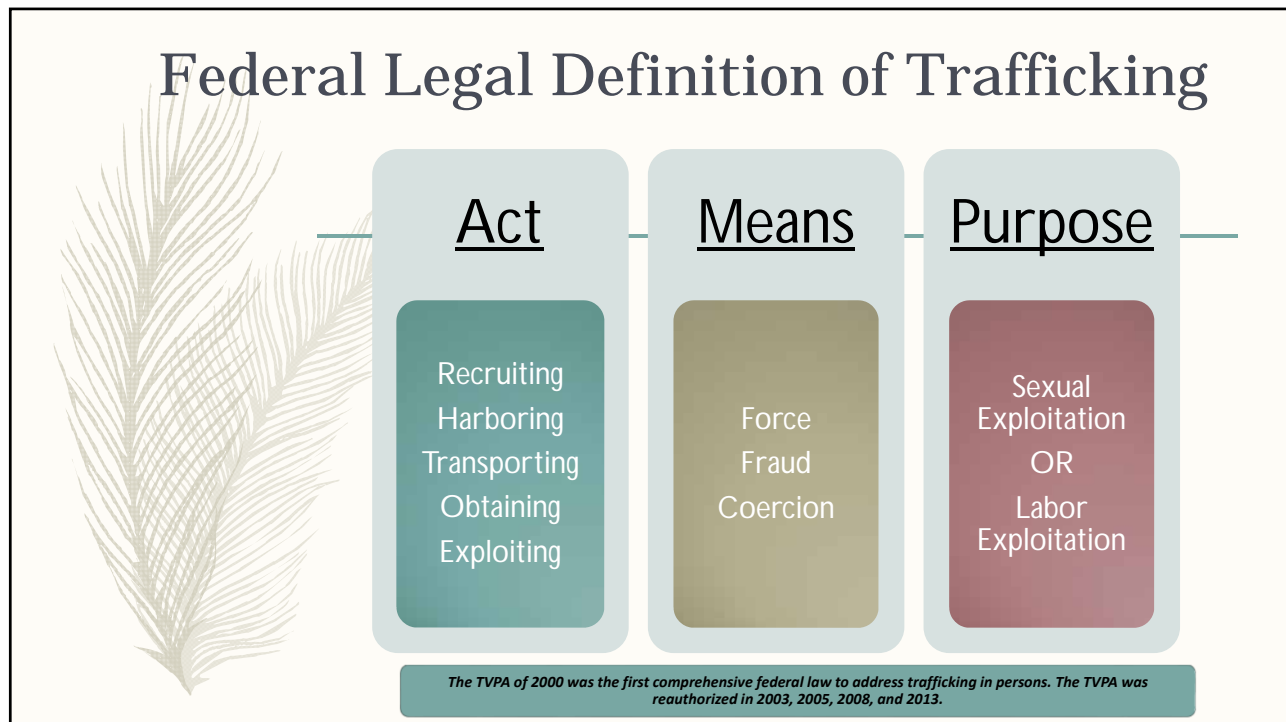 Federal Legal Definition of Trafficking
Act
Recruiting
Harboring
Transporting
Obtaining
Exploiting
Means
Force
Fraud
Coercion
Purpose
Sexual
Exploitation
OR
Labor
Exploitation
The TVPA of 2000 was the first comprehensive federal law to address trafficking in persons. The TVPA was
reauthorized in 2003, 2005, 2008, and 2013.